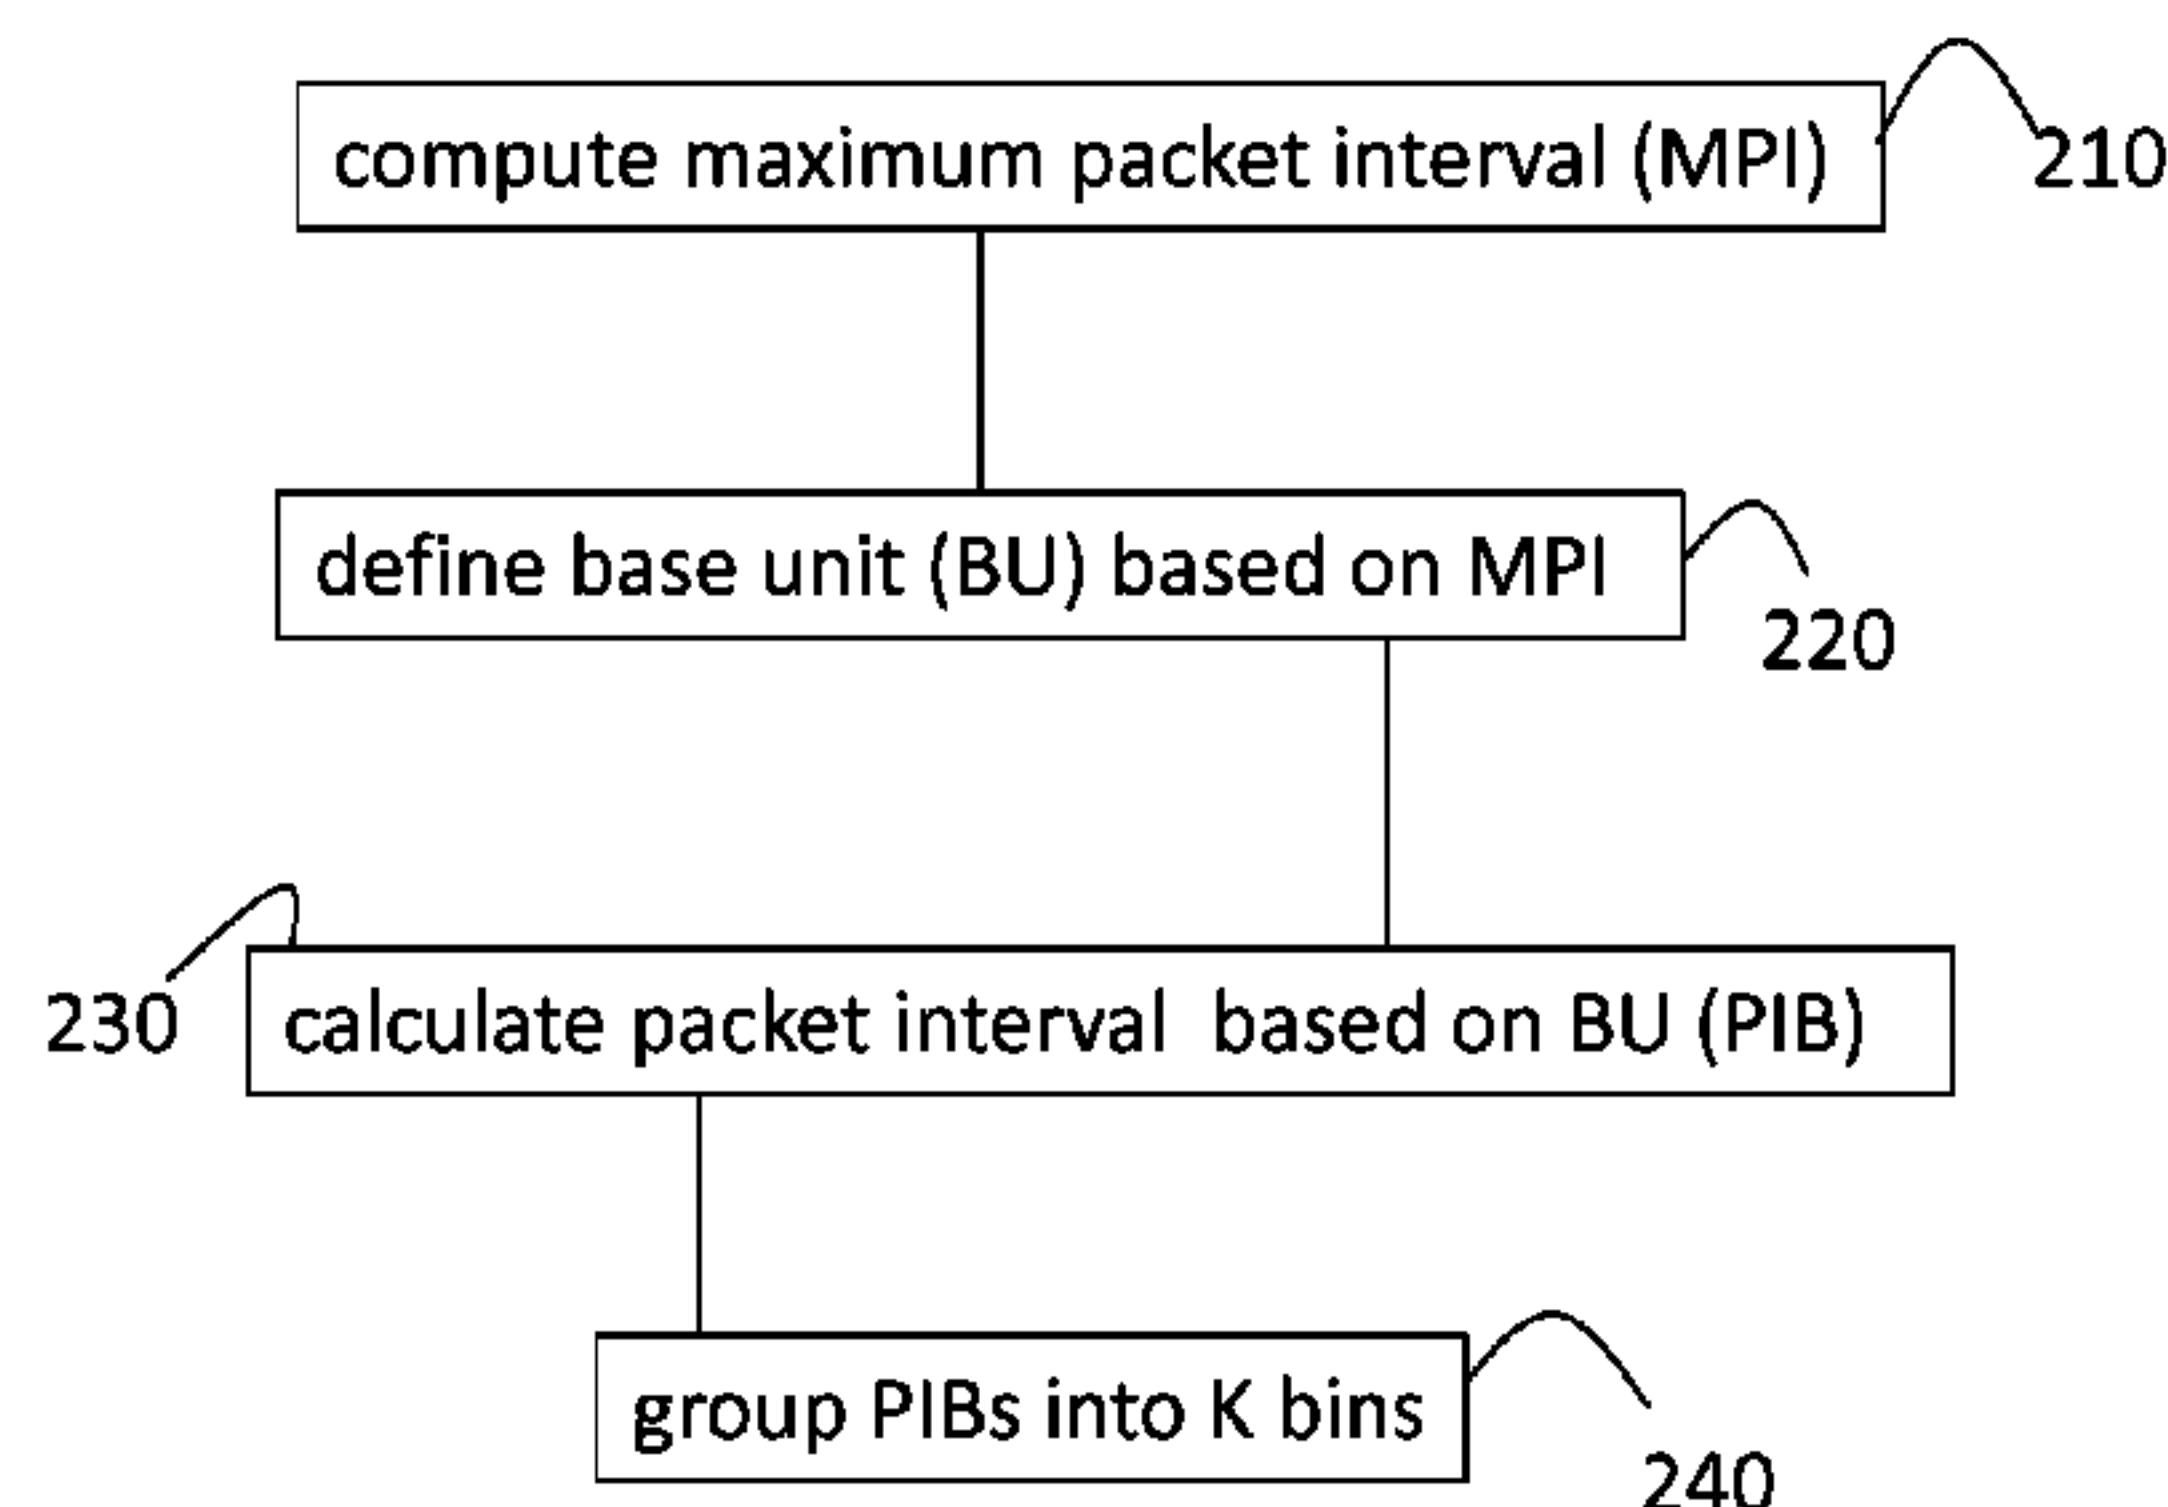 compute maximum packet interval (MPI)
210
define base unit (BU) based on MPI
220
230
calculate packet interval based on BU (PIB)
group PIBs into K bins
240